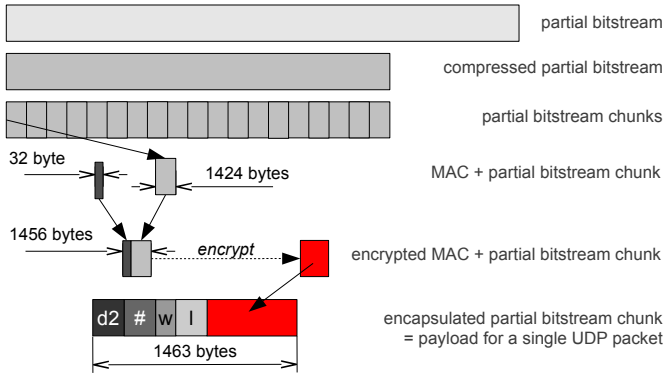 partial bitstream
compressed partial bitstream
partial bitstream chunks
32 byte
1424 bytes
MAC + partial bitstream chunk
1456 bytes
encrypt
encrypted MAC + partial bitstream chunk
d2 # w l
encapsulated partial bitstream chunk
= payload for a single UDP packet
1463 bytes